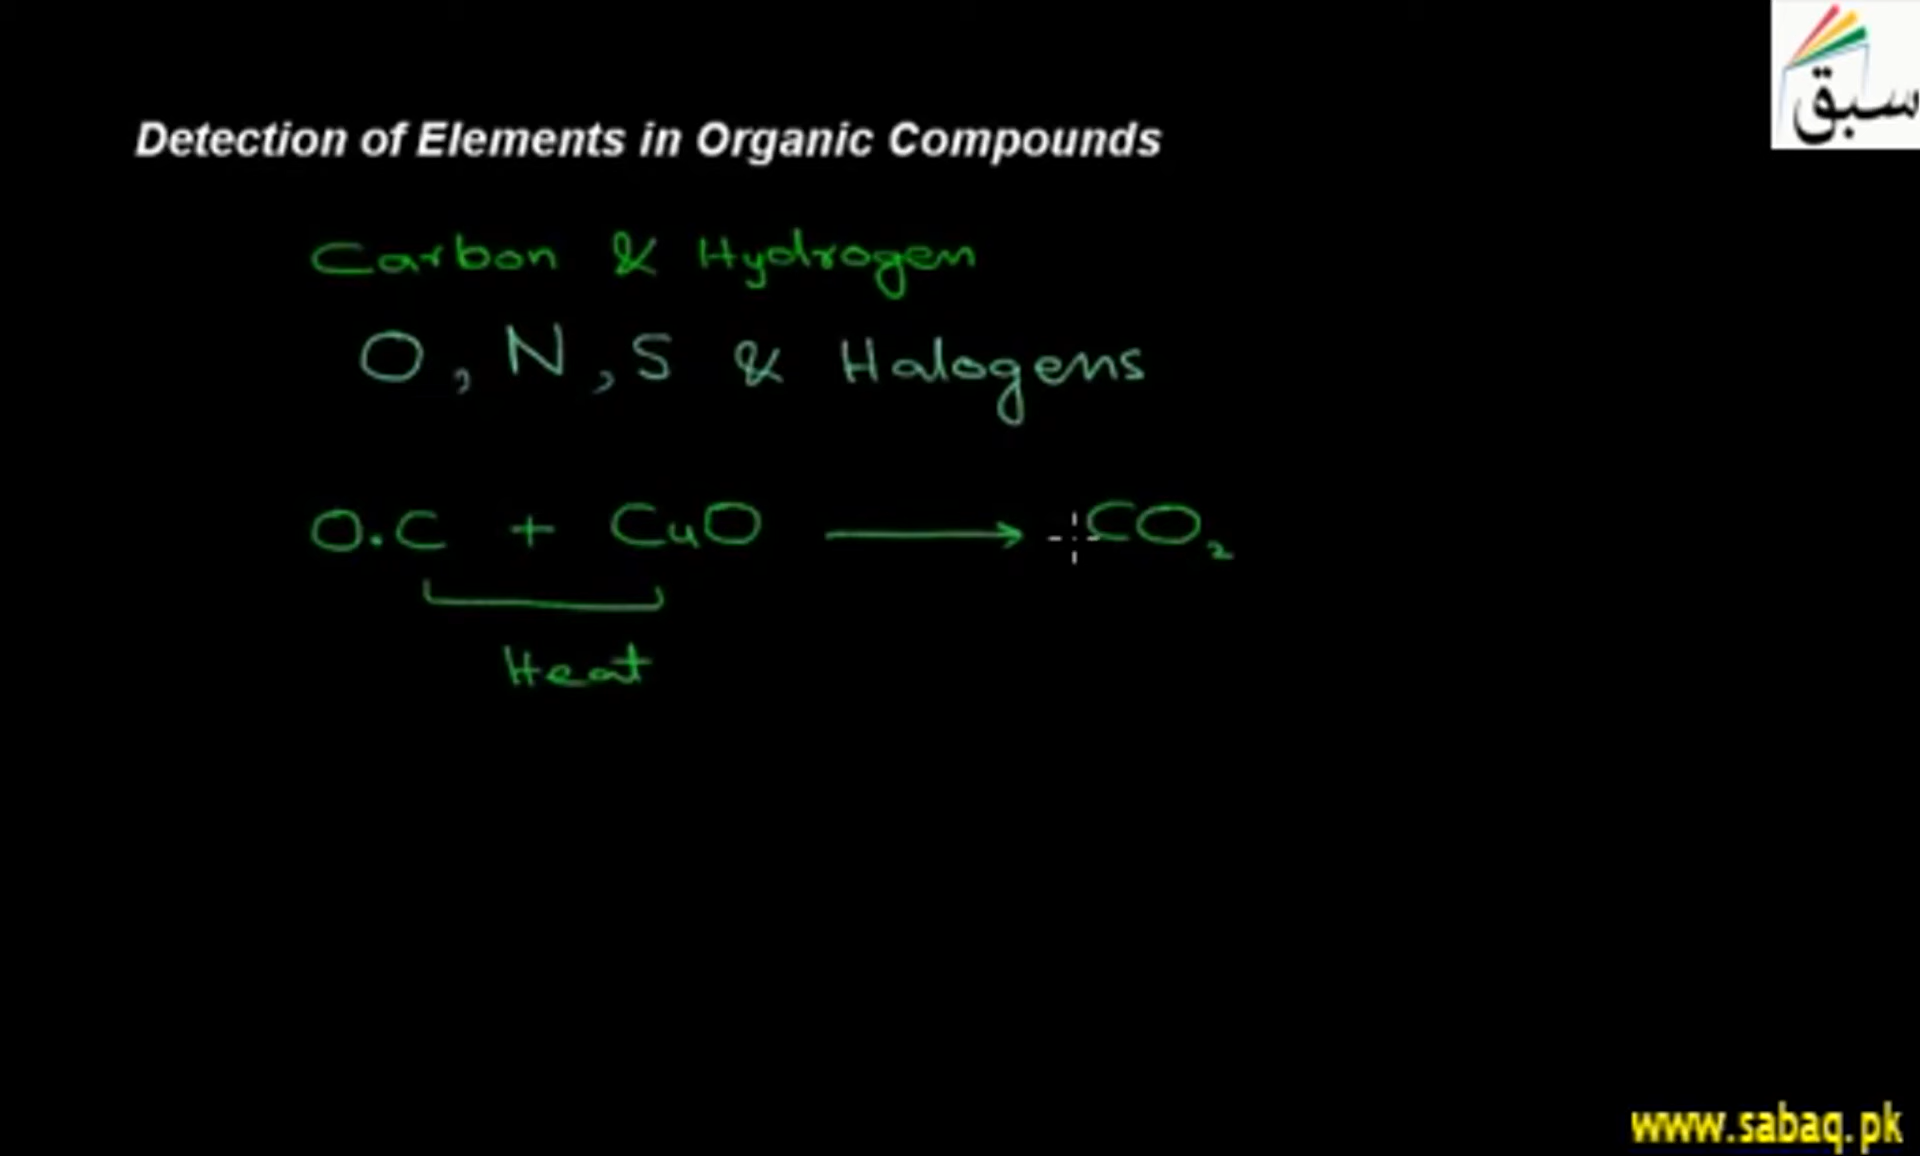 سبق
Detection of Elements in Organic Compounds
Carbon & Hydrogen
O, N, S & Halogens
O.C + CuO → CO₂
Heat
www.sabaq.pk